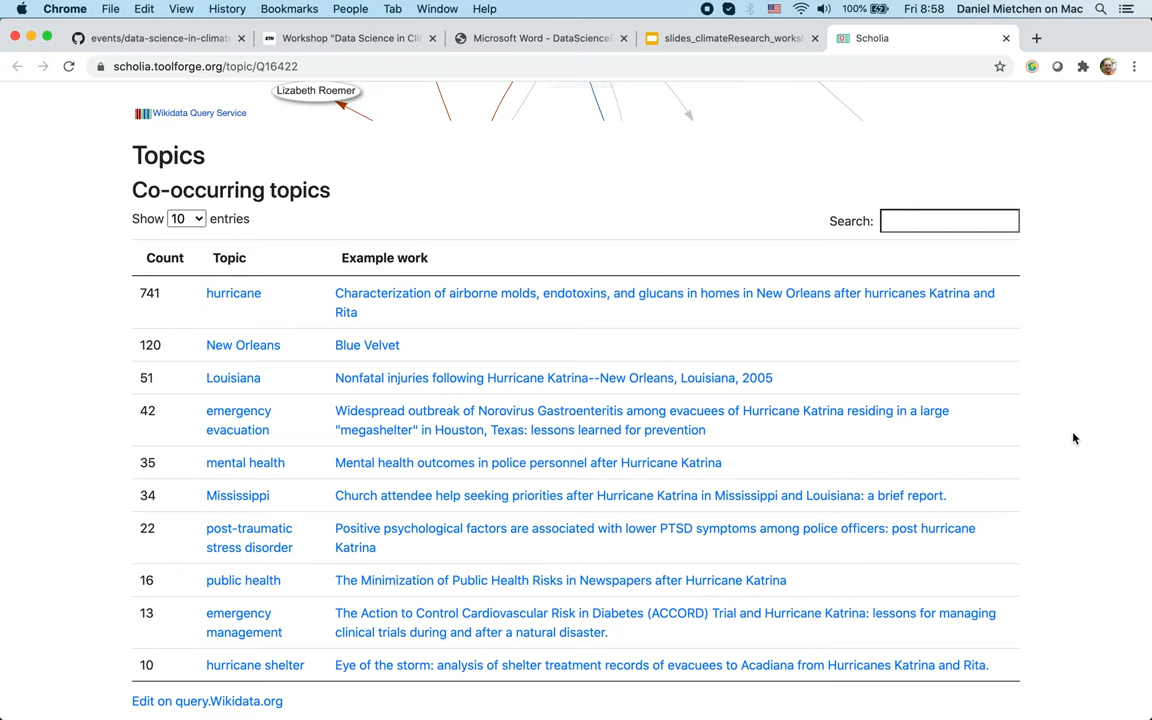 Chrome File Edit View History Bookmarks People Tab Window Help 100% Fri 8:58 Daniel Mietchen on Mac
events/data-science-in-climate
Workshop "Data Science in Cli
Microsoft Word - DataScience
slides_climateResearch_works
Scholia
scholia.toolforge.org/topic/Q16422
Lizabeth Roemer
Wikidata Query Service
Topics
Co-occurring topics
Show 10 entries
Search:
Count Topic Example work
741 hurricane Characterization of airborne molds, endotoxins, and glucans in homes in New Orleans after hurricanes Katrina and
Rita
120 New Orleans Blue Velvet
51 Louisiana Nonfatal injuries following Hurricane Katrina--New Orleans, Louisiana, 2005
42 emergency Widespread outbreak of Norovirus Gastroenteritis among evacuees of Hurricane Katrina residing in a large
evacuation "megashelter" in Houston, Texas: lessons learned for prevention
35 mental health Mental health outcomes in police personnel after Hurricane Katrina
34 Mississippi Church attendee help seeking priorities after Hurricane Katrina in Mississippi and Louisiana: a brief report.
22 post-traumatic Positive psychological factors are associated with lower PTSD symptoms among police officers: post hurricane
stress disorder Katrina
16 public health The Minimization of Public Health Risks in Newspapers after Hurricane Katrina
13 emergency The Action to Control Cardiovascular Risk in Diabetes (ACCORD) Trial and Hurricane Katrina: lessons for managing
management clinical trials during and after a natural disaster.
10 hurricane shelter Eye of the storm: analysis of shelter treatment records of evacuees to Acadiana from Hurricanes Katrina and Rita.
Edit on query.Wikidata.org